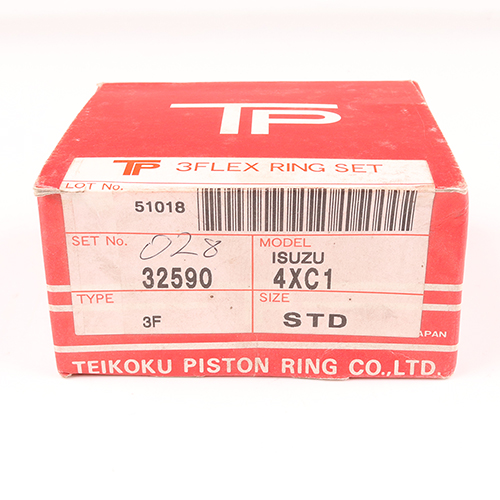 TP
TP 3FLEX RING SET
LOT No.
51018
SET No. 028
MODEL
ISUZU
32590
4XC1
TYPE
SIZE
3F
STD
JAPAN
TEIKOKU PISTON RING CO.,LTD.